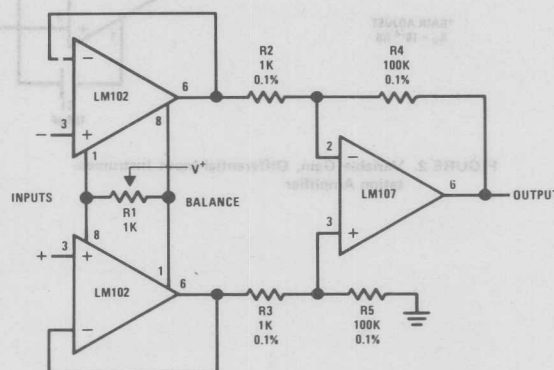 R2
1K
0.1%
R4
100K
0.1%
−
LM102
6
8
3
+
1
−
2
−
LM107
6
OUTPUT
3
+
V+
INPUTS
R1
1K
BALANCE
8
+
3
+
1
6
LM102
−
R3
1K
0.1%
R5
100K
0.1%